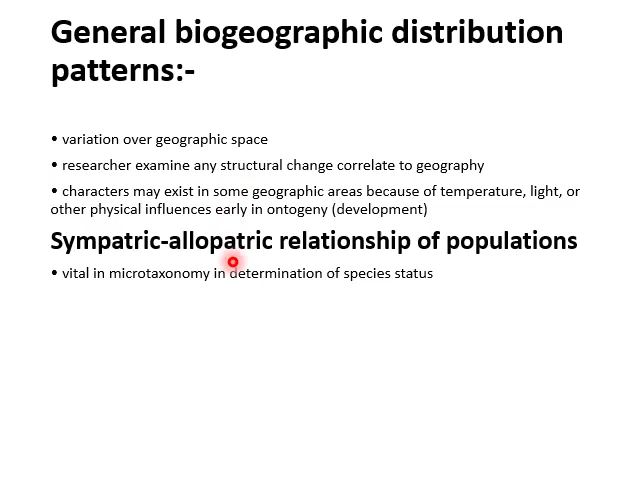 General biogeographic distribution
patterns:-
• variation over geographic space
• researcher examine any structural change correlate to geography
• characters may exist in some geographic areas because of temperature, light, or
other physical influences early in ontogeny (development)
Sympatric-allopatric relationship of populations
• vital in microtaxonomy in determination of species status